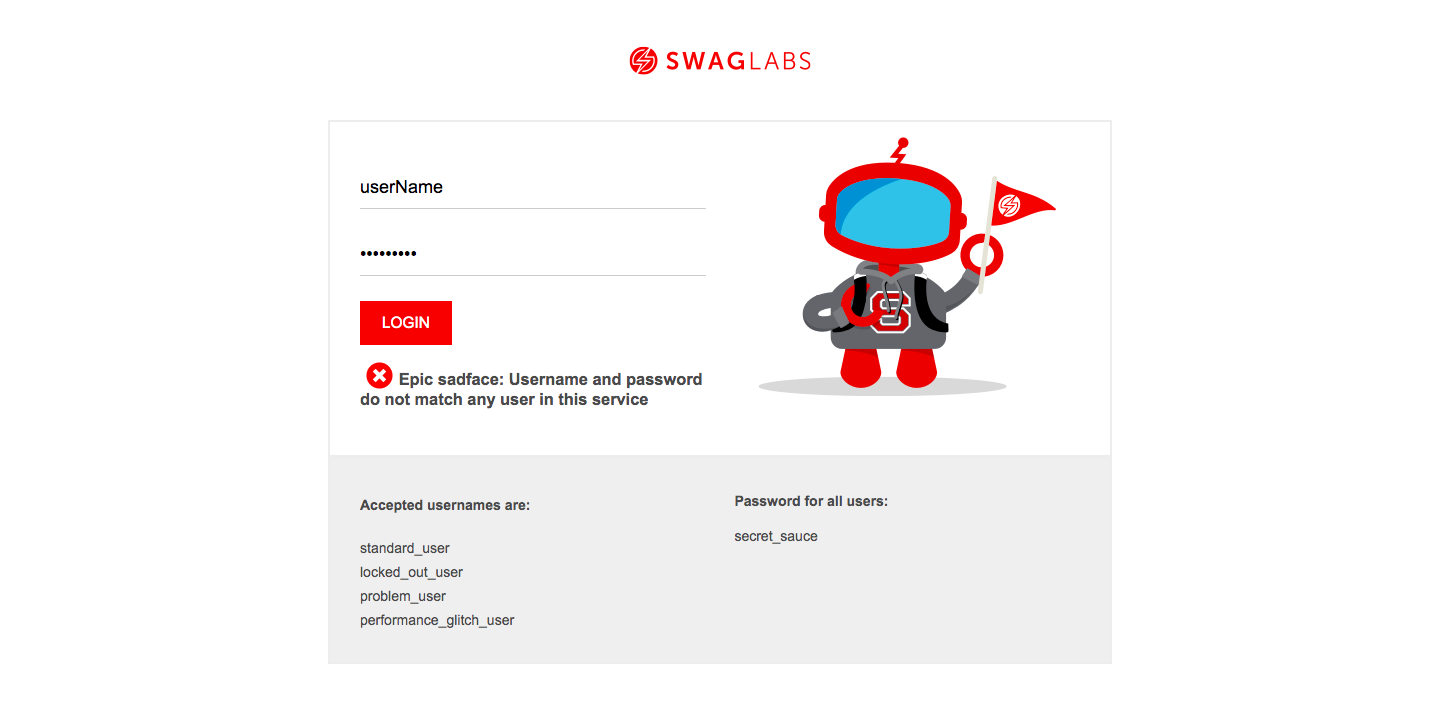 SWAGLABS
userName
•••••••••
LOGIN
Epic sadface: Username and password
do not match any user in this service
S
Accepted usernames are:
standard_user
locked_out_user
problem_user
performance_glitch_user
Password for all users:
secret_sauce